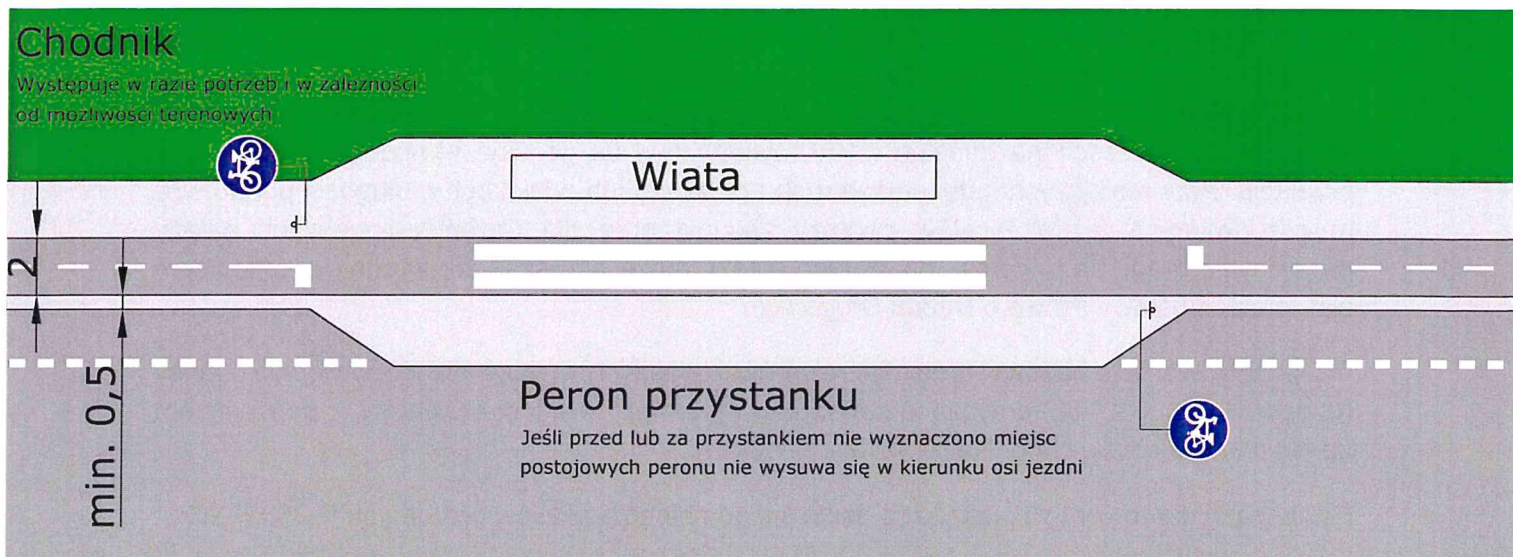 Chodnik
Występuje w razie potrzeb i w zależności
od możliwości terenowych
Wiata
2
min. 0,5
Peron przystanku
Jeśli przed lub za przystankiem nie wyznaczono miejsc
postojowych peronu nie wysuwa się w kierunku osi jezdni